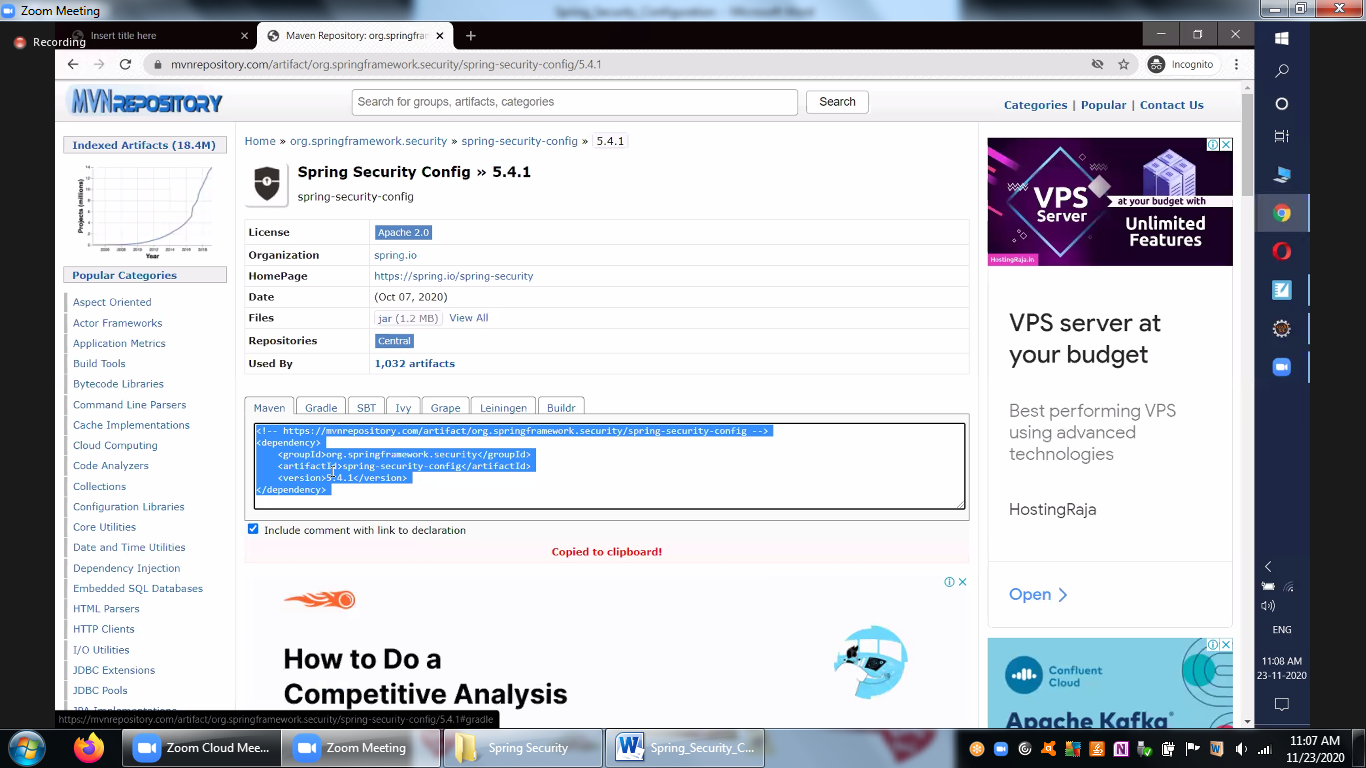 Zoom Meeting
Spring_Security_Configuration - Microsoft Word
Recording
Insert title here
Maven Repository: org.springfram
mvnrepository.com/artifact/org.springframework.security/spring-security-config/5.4.1
Incognito
MVNREPOSITORY
Search for groups, artifacts, categories
Search
Categories | Popular | Contact Us
Indexed Artifacts (18.4M)
Projects (millions)
Year
Popular Categories
Aspect Oriented
Actor Frameworks
Application Metrics
Build Tools
Bytecode Libraries
Command Line Parsers
Cache Implementations
Cloud Computing
Code Analyzers
Collections
Configuration Libraries
Core Utilities
Date and Time Utilities
Dependency Injection
Embedded SQL Databases
HTML Parsers
HTTP Clients
I/O Utilities
JDBC Extensions
JDBC Pools
Home » org.springframework.security » spring-security-config » 5.4.1
Spring Security Config » 5.4.1
spring-security-config
License Apache 2.0
Organization spring.io
HomePage https://spring.io/spring-security
Date (Oct 07, 2020)
Files jar (1.2 MB) View All
Repositories Central
Used By 1,032 artifacts
Maven Gradle SBT Ivy Grape Leiningen Buildr
<!-- https://mvnrepository.com/artifact/org.springframework.security/spring-security-config -->
<dependency>
<groupId>org.springframework.security</groupId>
<artifactId>spring-security-config</artifactId>
<version>5.4.1</version>
</dependency>
Include comment with link to declaration
Copied to clipboard!
How to Do a
Competitive Analysis
VPS
Server
at your budget with
Unlimited
Features
HostingRaja.in
VPS server at
your budget
Best performing VPS
using advanced
technologies
HostingRaja
Open
Confluent
Cloud
Apache Kafka
ENG
11:08 AM
23-11-2020
https://mvnrepository.com/artifact/org.springframework.security/spring-security-config/5.4.1#gradle
Zoom Cloud Mee...
Zoom Meeting
Spring Security
Spring_Security_C...
11:07 AM
11/23/2020